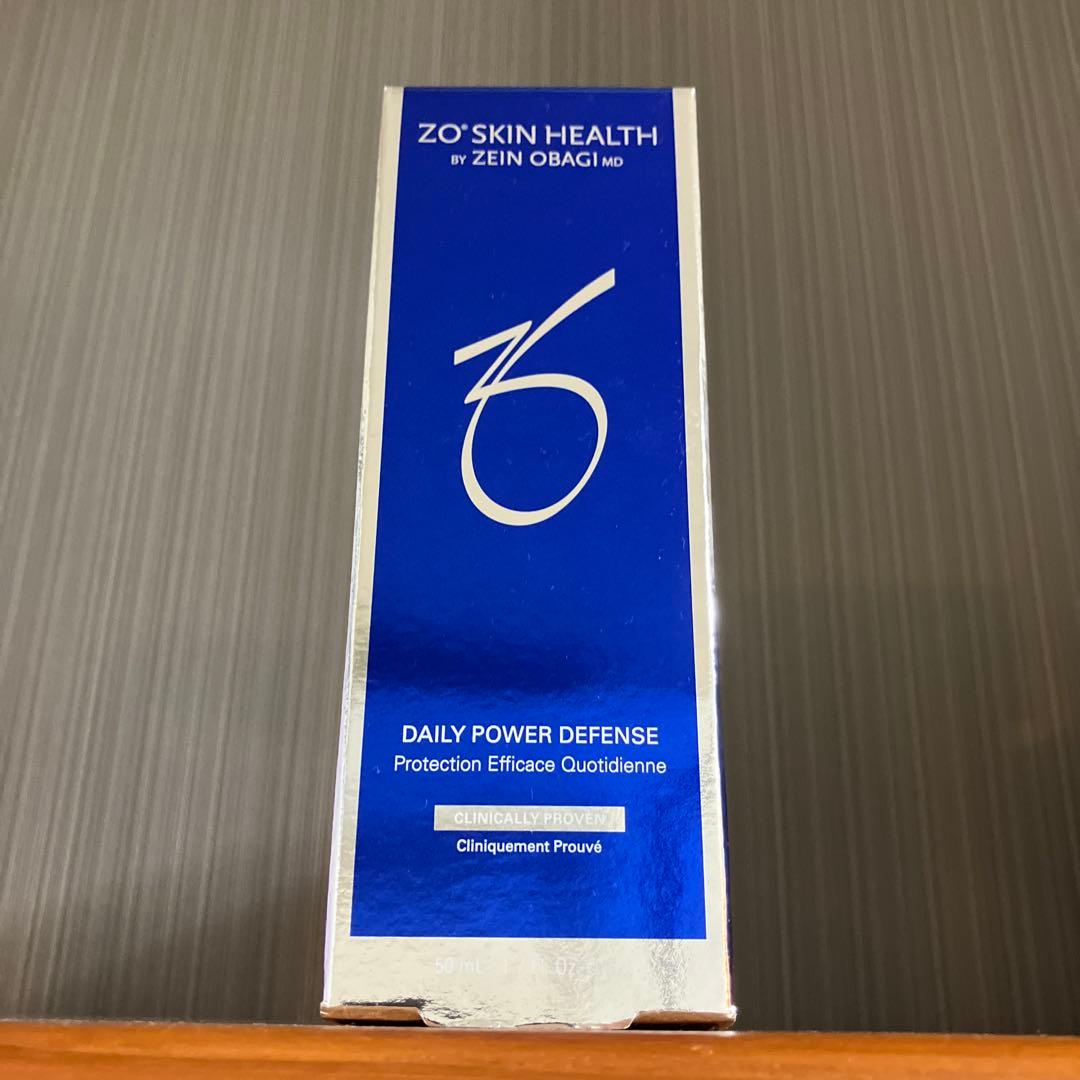 ZO® SKIN HEALTH
BY ZEIN OBAGI MD
DAILY POWER DEFENSE
Protection Efficace Quotidienne
CLINICALLY PROVEN
Cliniquement Prouvé
50 mL